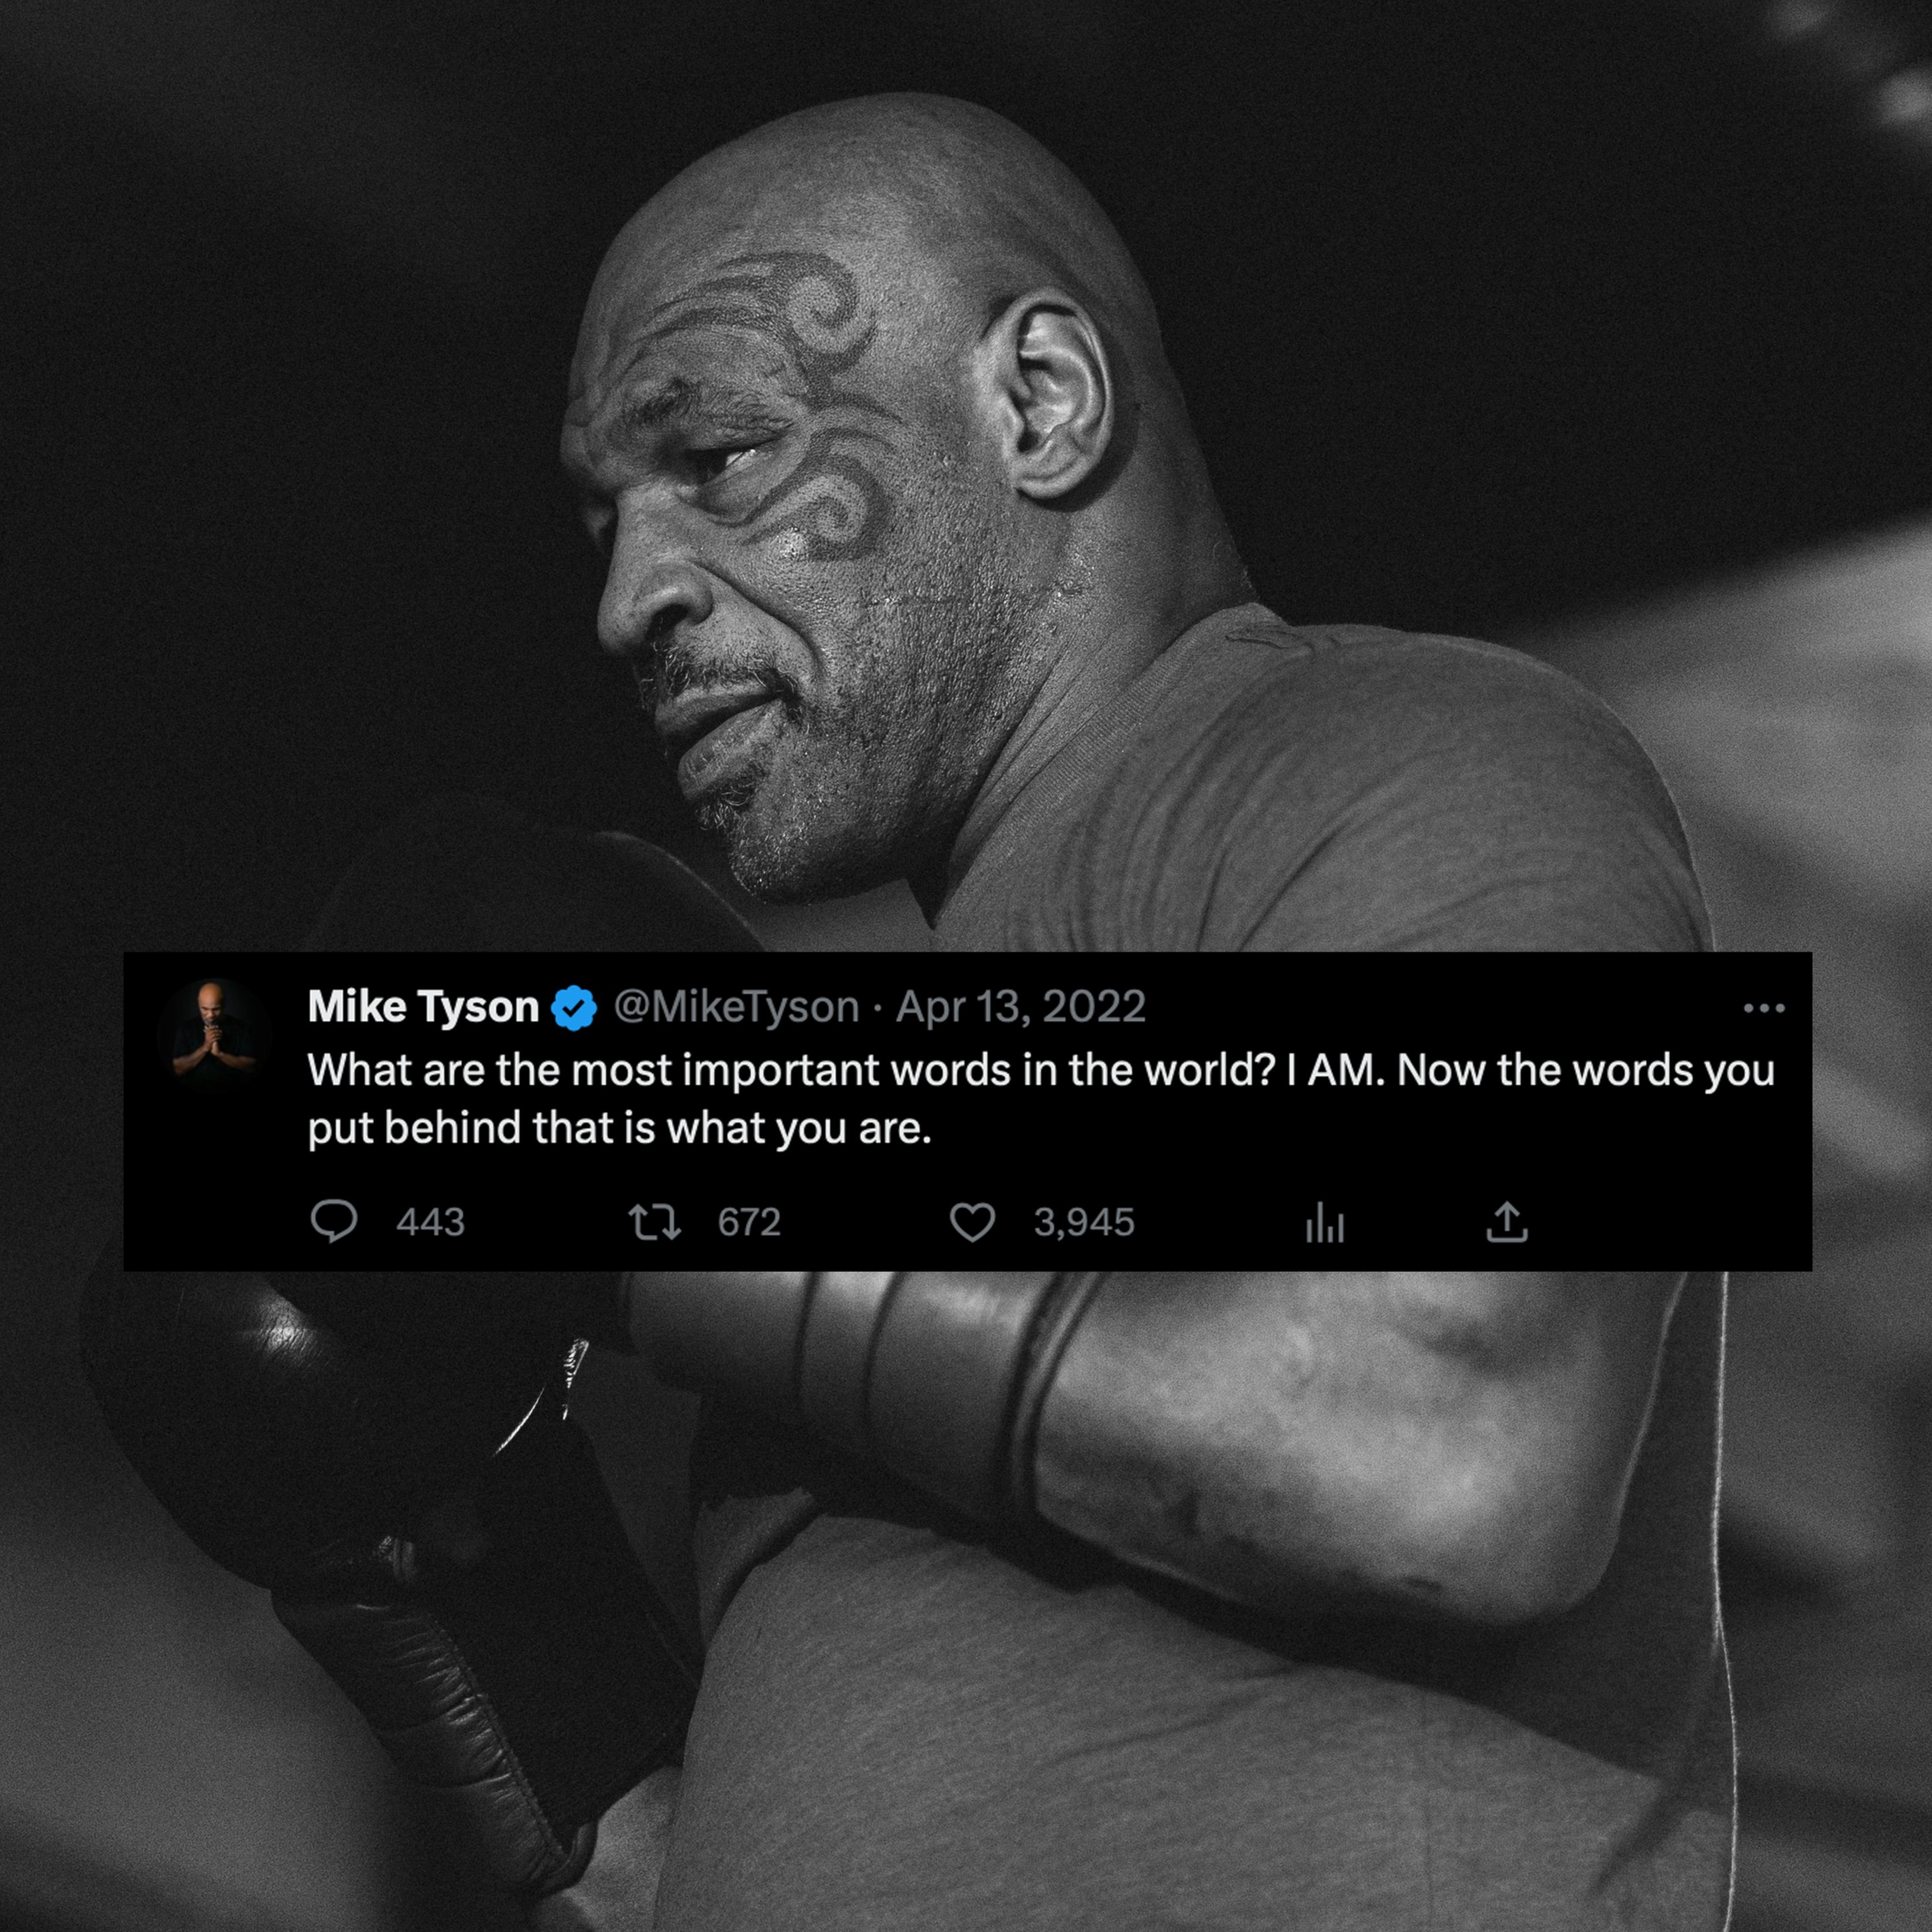 Mike Tyson @MikeTyson · Apr 13, 2022
What are the most important words in the world? I AM. Now the words you
put behind that is what you are.
443 672 3,945